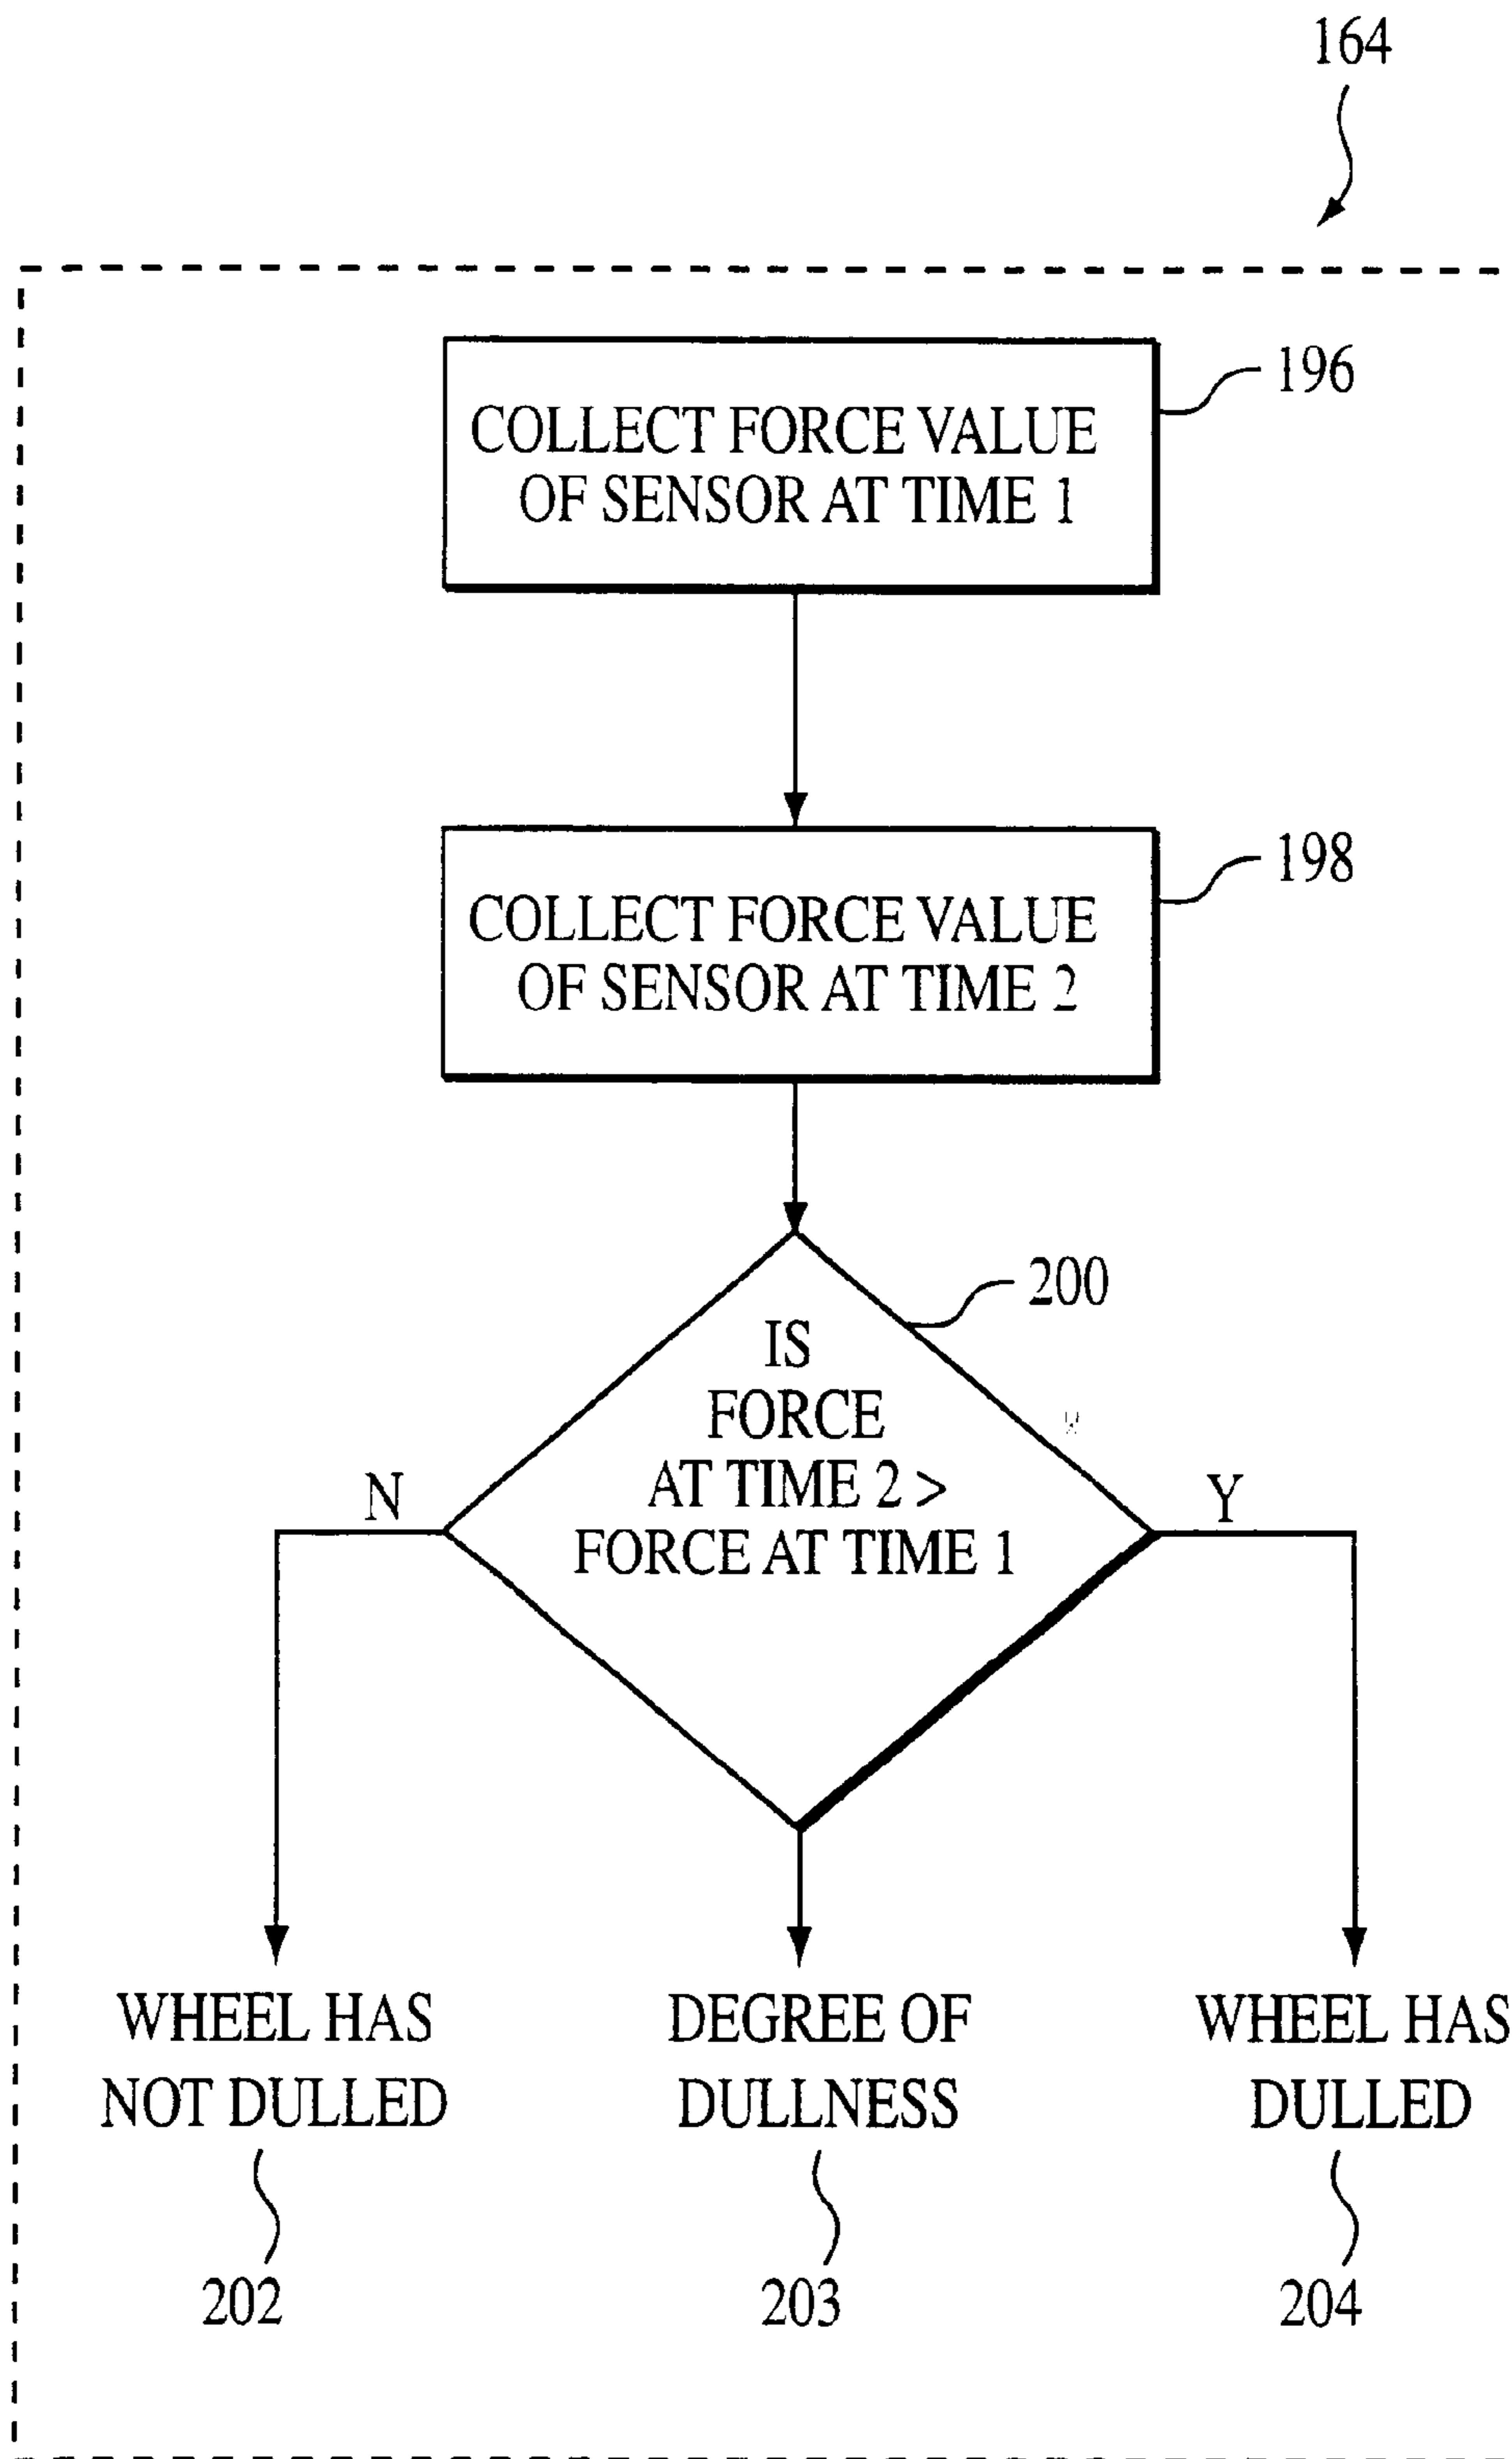 164
COLLECT FORCE VALUE
OF SENSOR AT TIME 1
196
COLLECT FORCE VALUE
OF SENSOR AT TIME 2
198
200
IS
FORCE
AT TIME 2 >
FORCE AT TIME 1
N
Y
WHEEL HAS
NOT DULLED
DEGREE OF
DULLNESS
WHEEL HAS
DULLED
202
203
204